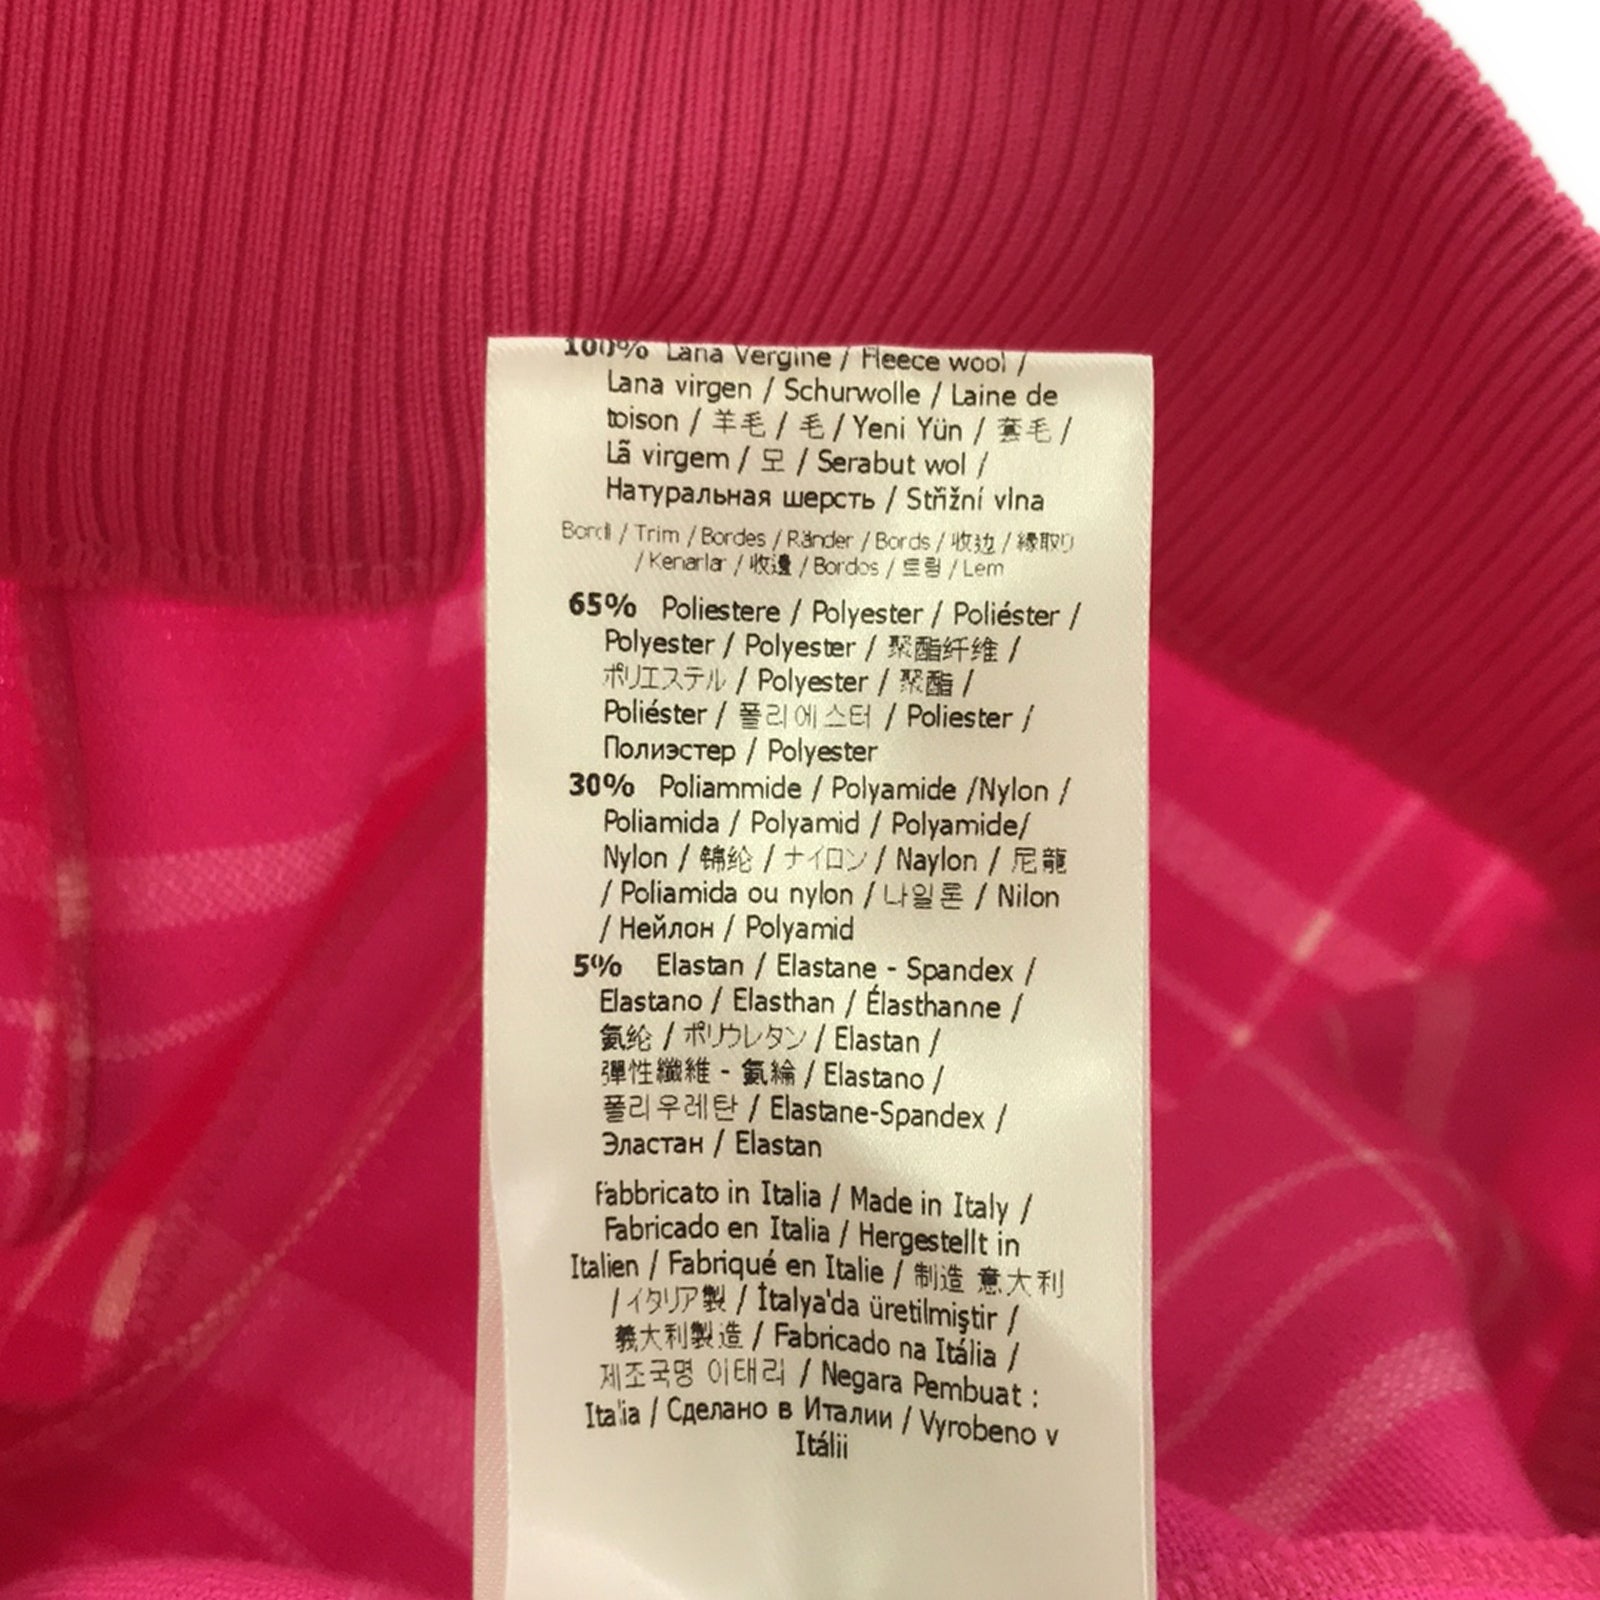 100% Lana Vergine / Fleece wool /
Lana virgen / Schurwolle / Laine de
toison / 羊毛 / 毛 / Yeni Yün / 套毛 /
Lã virgem / 모 / Serabut wol /
Натуральная шерсть / Střižní vlna
Bordi / Trim / Bordes / Ränder / Bords / 收边 / 縁取り
/ Kenarlar / 收邊 / Bordos / 트림 / Lem
65% Poliestere / Polyester / Poliéster /
Polyester / Polyester / 聚酯纤维 /
ポリエステル / Polyester / 聚酯 /
Poliéster / 폴리에스터 / Poliester /
Полиэстер / Polyester
30% Poliammide / Polyamide /Nylon /
Poliamida / Polyamid / Polyamide/
Nylon / 锦纶 / ナイロン / Naylon / 尼龍
/ Poliamida ou nylon / 나일론 / Nilon
/ Нейлон / Polyamid
5% Elastan / Elastane - Spandex /
Elastano / Elasthan / Élasthanne /
氨纶 / ポリウレタン / Elastan /
彈性纖維 - 氨綸 / Elastano /
폴리우레탄 / Elastane-Spandex /
Эластан / Elastan
Fabbricato in Italia / Made in Italy /
Fabricado en Italia / Hergestellt in
Italien / Fabriqué en Italie / 制造 意大利
/ イタリア製 / İtalya'da üretilmiştir /
義大利製造 / Fabricado na Itália /
제조국명 이태리 / Negara Pembuat :
Italia / Сделано в Италии / Vyrobeno v
Itálii